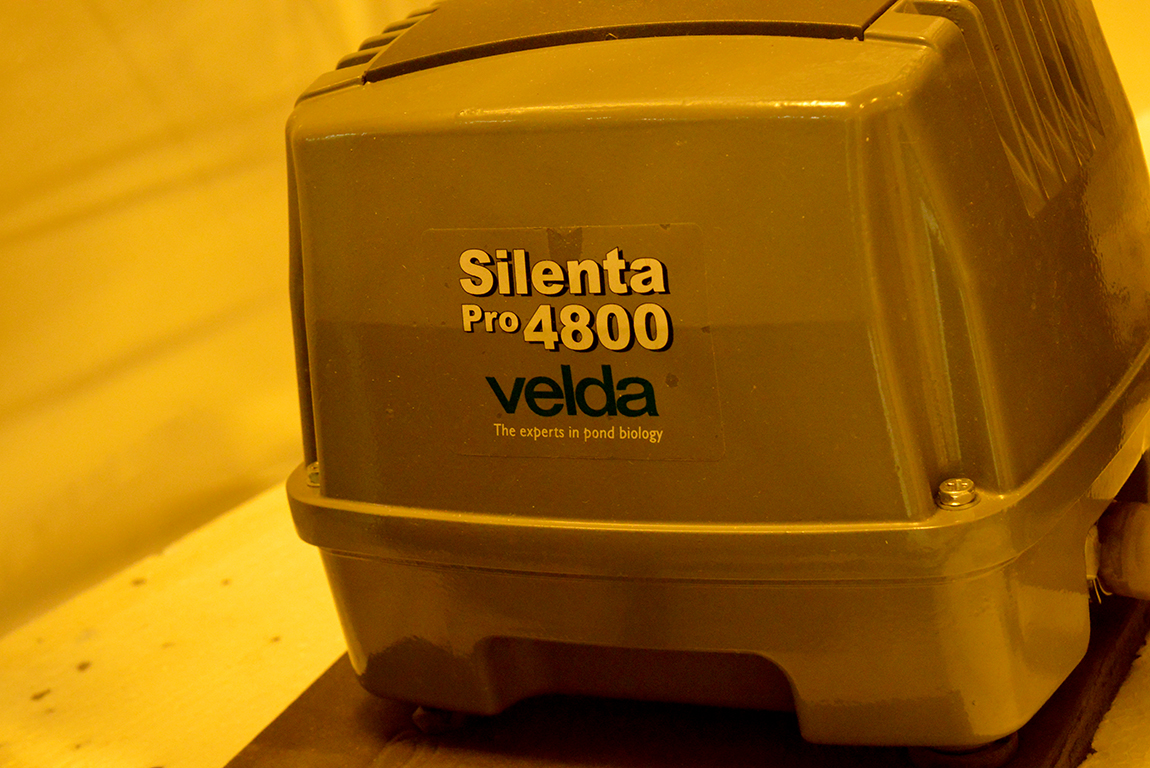 Silenta
Pro 4800
velda
The experts in pond biology